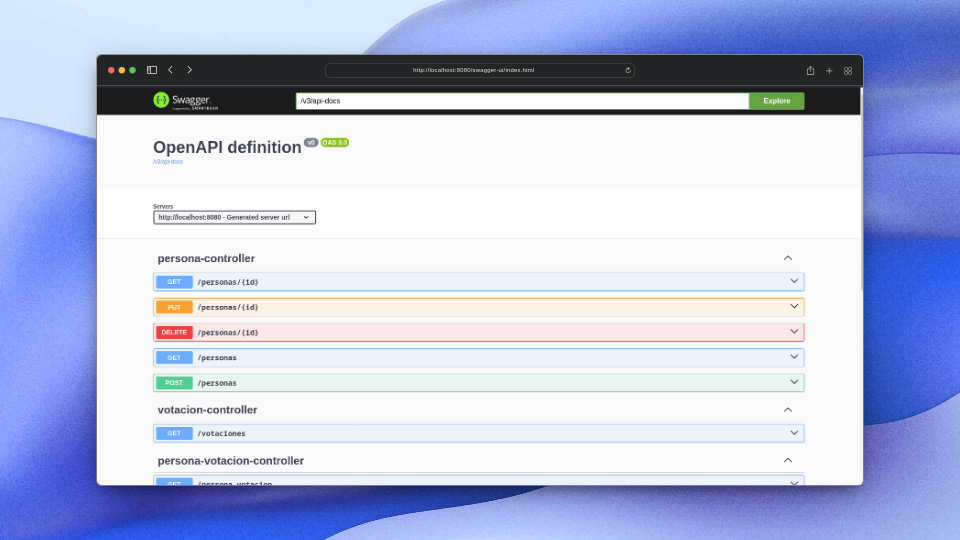 http://localhost:8080/swagger-ui/index.html
Swagger
Supported by SMARTBEAR
/v3/api-docs
Explore
OpenAPI definition v0 OAS 3.0
/v3/api-docs
Servers
http://localhost:8080 - Generated server url
persona-controller
GET /personas/{id}
PUT /personas/{id}
DELETE /personas/{id}
GET /personas
POST /personas
votacion-controller
GET /votaciones
persona-votacion-controller
GET /persona_votacion